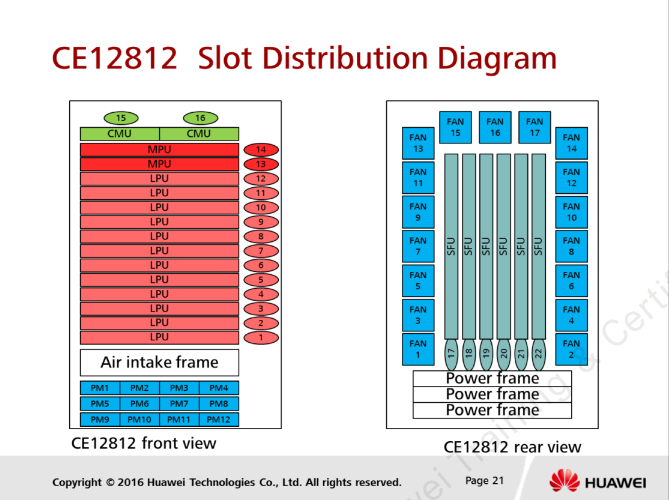 CE12812 Slot Distribution Diagram
15 16
CMU CMU
MPU 14
MPU 13
LPU 12
LPU 11
LPU 10
LPU 9
LPU 8
LPU 7
LPU 6
LPU 5
LPU 4
LPU 3
LPU 2
LPU 1
Air intake frame
PM1 PM2 PM3 PM4
PM5 PM6 PM7 PM8
PM9 PM10 PM11 PM12
CE12812 front view
FAN 15 FAN 16 FAN 17
FAN 13 FAN 14
FAN 11 FAN 12
FAN 9 FAN 10
FAN 7 FAN 8
FAN 5 FAN 6
FAN 3 FAN 4
FAN 1 FAN 2
SFU SFU SFU SFU SFU SFU
17 18 19 20 21 22
Power frame
Power frame
Power frame
CE12812 rear view
Copyright © 2016 Huawei Technologies Co., Ltd. All rights reserved.
Page 21
HUAWEI